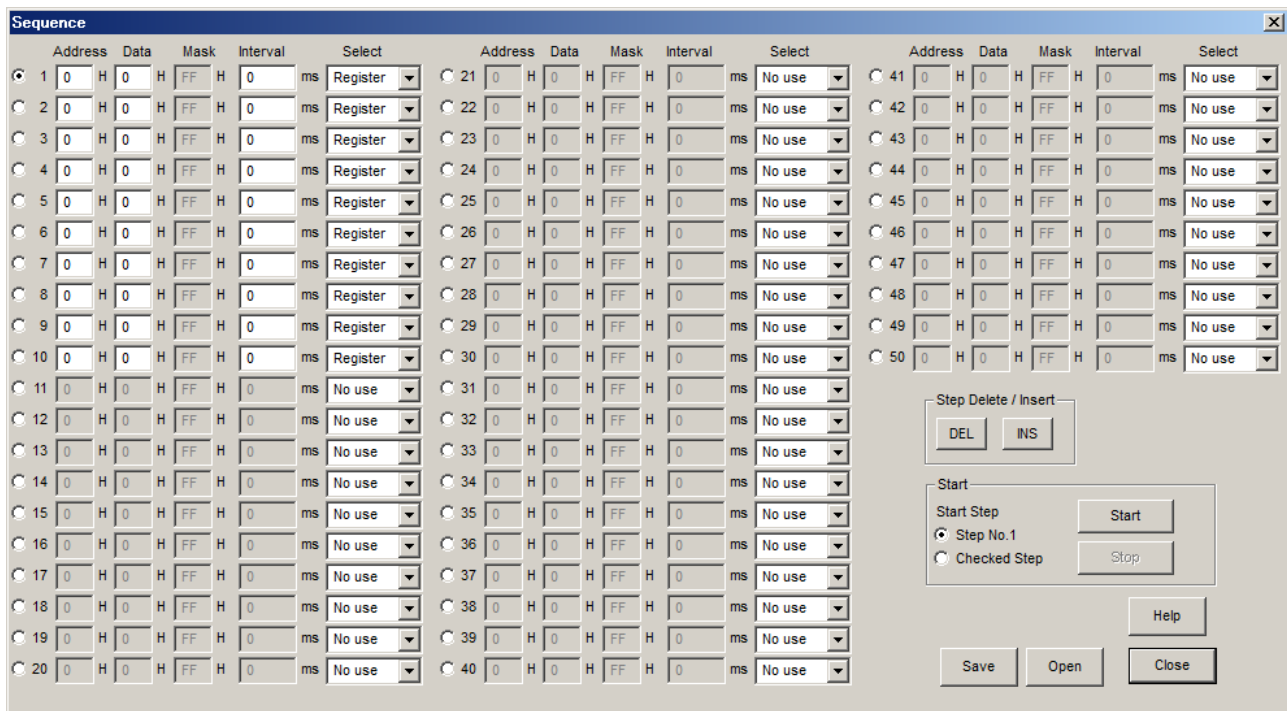 Sequence
Address Data Mask Interval Select Address Data Mask Interval Select Address Data Mask Interval Select
1 0 H 0 H FF H 0 ms Register 21 0 H 0 H FF H 0 ms No use 41 0 H 0 H FF H 0 ms No use
2 0 H 0 H FF H 0 ms Register 22 0 H 0 H FF H 0 ms No use 42 0 H 0 H FF H 0 ms No use
3 0 H 0 H FF H 0 ms Register 23 0 H 0 H FF H 0 ms No use 43 0 H 0 H FF H 0 ms No use
4 0 H 0 H FF H 0 ms Register 24 0 H 0 H FF H 0 ms No use 44 0 H 0 H FF H 0 ms No use
5 0 H 0 H FF H 0 ms Register 25 0 H 0 H FF H 0 ms No use 45 0 H 0 H FF H 0 ms No use
6 0 H 0 H FF H 0 ms Register 26 0 H 0 H FF H 0 ms No use 46 0 H 0 H FF H 0 ms No use
7 0 H 0 H FF H 0 ms Register 27 0 H 0 H FF H 0 ms No use 47 0 H 0 H FF H 0 ms No use
8 0 H 0 H FF H 0 ms Register 28 0 H 0 H FF H 0 ms No use 48 0 H 0 H FF H 0 ms No use
9 0 H 0 H FF H 0 ms Register 29 0 H 0 H FF H 0 ms No use 49 0 H 0 H FF H 0 ms No use
10 0 H 0 H FF H 0 ms Register 30 0 H 0 H FF H 0 ms No use 50 0 H 0 H FF H 0 ms No use
11 0 H 0 H FF H 0 ms No use 31 0 H 0 H FF H 0 ms No use
12 0 H 0 H FF H 0 ms No use 32 0 H 0 H FF H 0 ms No use
13 0 H 0 H FF H 0 ms No use 33 0 H 0 H FF H 0 ms No use
14 0 H 0 H FF H 0 ms No use 34 0 H 0 H FF H 0 ms No use
15 0 H 0 H FF H 0 ms No use 35 0 H 0 H FF H 0 ms No use
16 0 H 0 H FF H 0 ms No use 36 0 H 0 H FF H 0 ms No use
17 0 H 0 H FF H 0 ms No use 37 0 H 0 H FF H 0 ms No use
18 0 H 0 H FF H 0 ms No use 38 0 H 0 H FF H 0 ms No use
19 0 H 0 H FF H 0 ms No use 39 0 H 0 H FF H 0 ms No use
20 0 H 0 H FF H 0 ms No use 40 0 H 0 H FF H 0 ms No use
Step Delete / Insert
DEL INS
Start
Start Step
Step No.1
Checked Step
Start
Stop
Help
Save Open Close